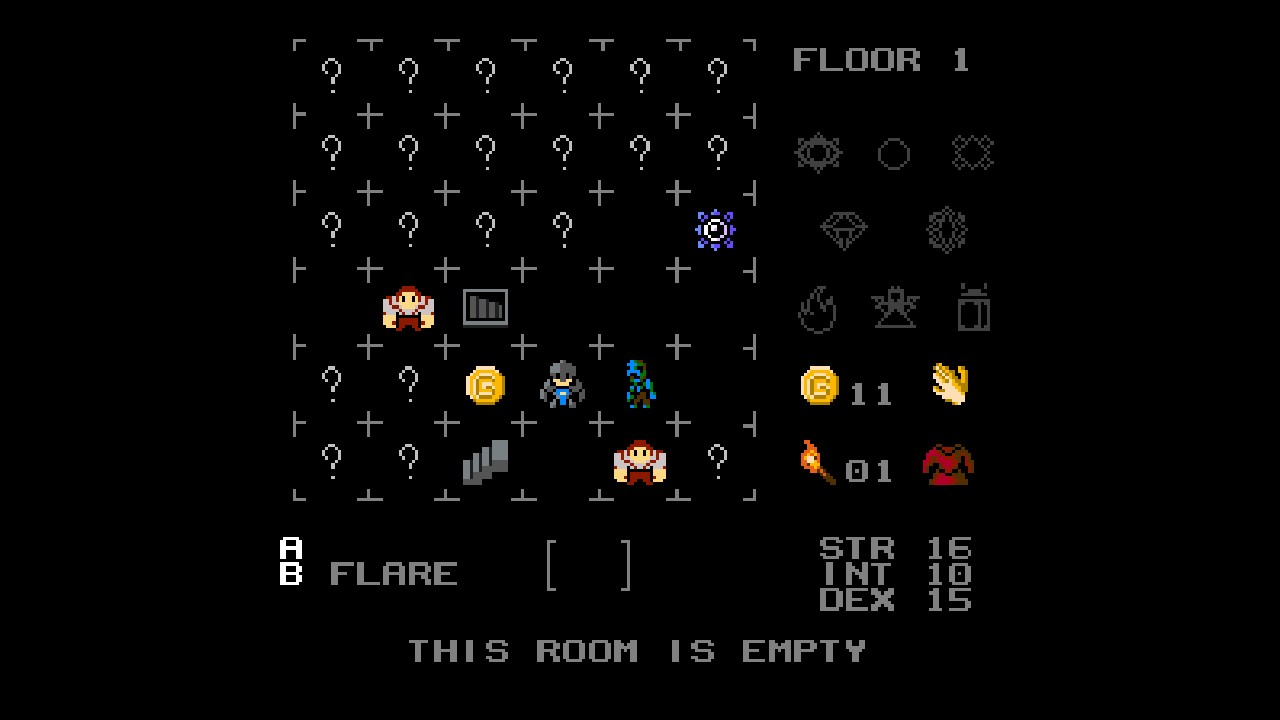 ? ? ? ? ? ?
FLOOR 1
? ? ? ? ? ?
? ? ? ?
? ?
11
? ? ?
01
A
B FLARE [ ]
STR 16
INT 10
DEX 15
THIS ROOM IS EMPTY